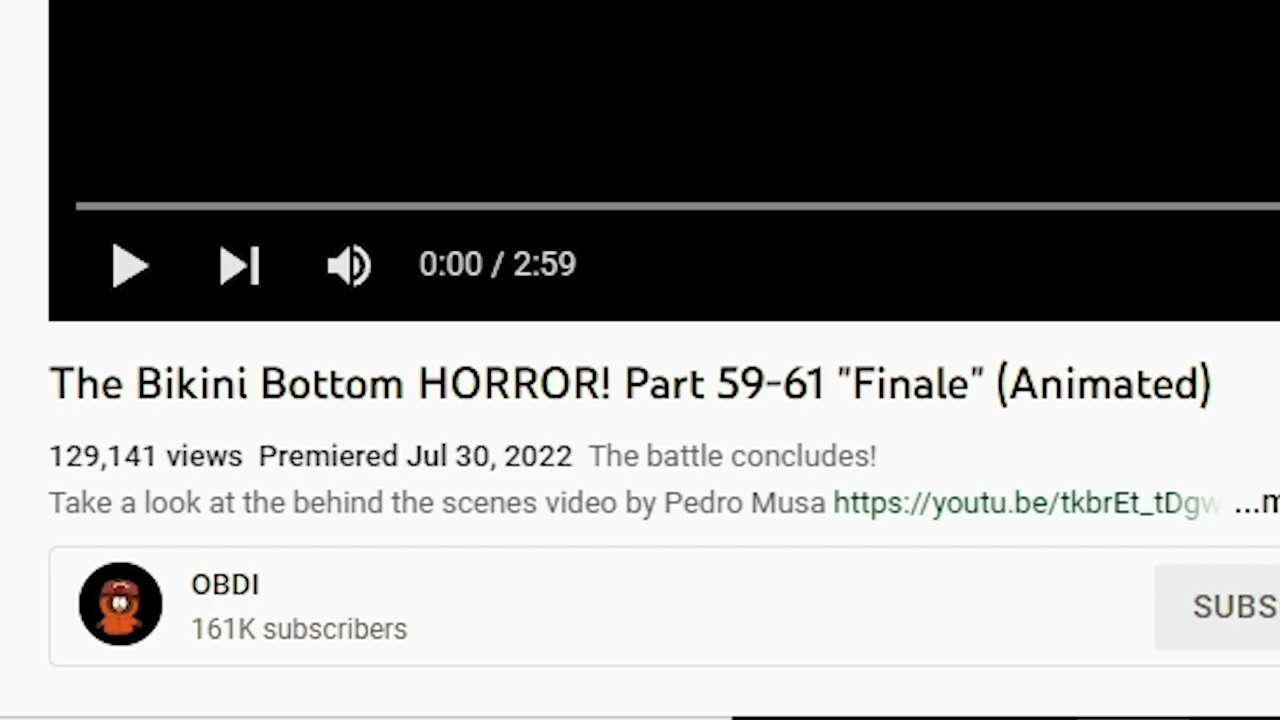 0:00 / 2:59
The Bikini Bottom HORROR! Part 59-61 "Finale" (Animated)
129,141 views Premiered Jul 30, 2022 The battle concludes!
Take a look at the behind the scenes video by Pedro Musa https://youtu.be/tkbrEt_tDgw ...m
OBDI
SUBS
161K subscribers